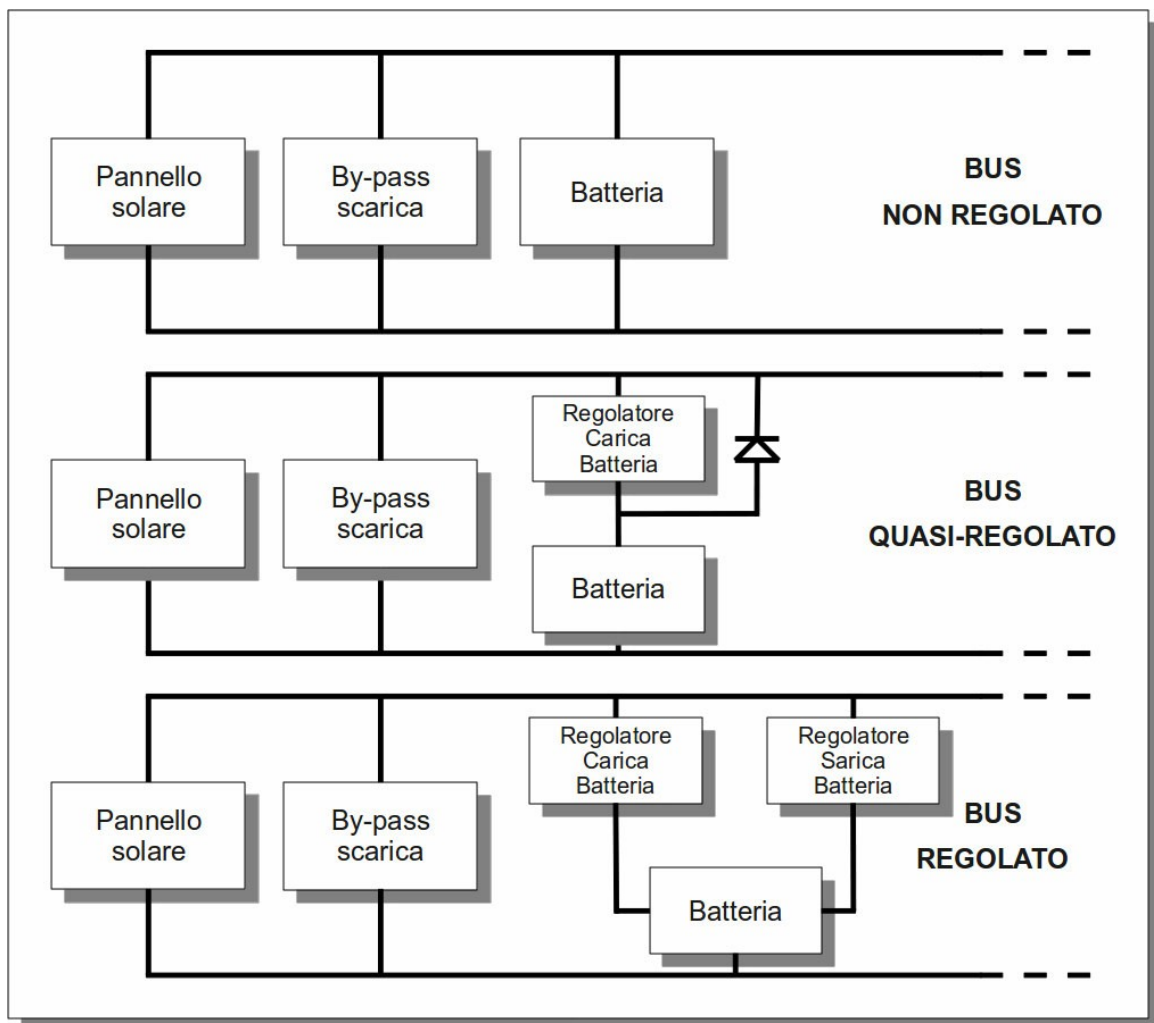 Pannello
solare
By-pass
scarica
Batteria
BUS
NON REGOLATO
Pannello
solare
By-pass
scarica
Regolatore
Carica
Batteria
Batteria
BUS
QUASI-REGOLATO
Pannello
solare
By-pass
scarica
Regolatore
Carica
Batteria
Regolatore
Sarica
Batteria
Batteria
BUS
REGOLATO